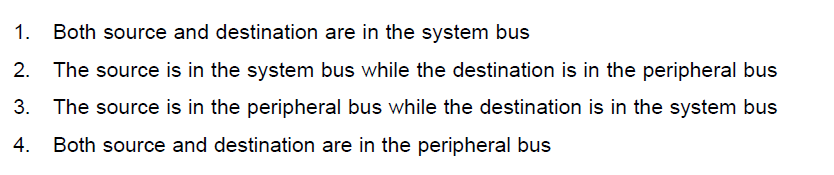 1. Both source and destination are in the system bus
2. The source is in the system bus while the destination is in the peripheral bus
3. The source is in the peripheral bus while the destination is in the system bus
4. Both source and destination are in the peripheral bus